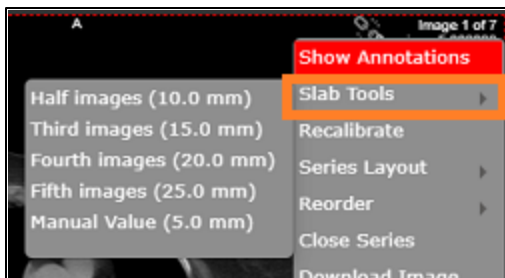 A
Image 1 of 7
Show Annotations
Slab Tools
Recalibrate
Series Layout
Reorder
Close Series
Download Image
Half images (10.0 mm)
Third images (15.0 mm)
Fourth images (20.0 mm)
Fifth images (25.0 mm)
Manual Value (5.0 mm)